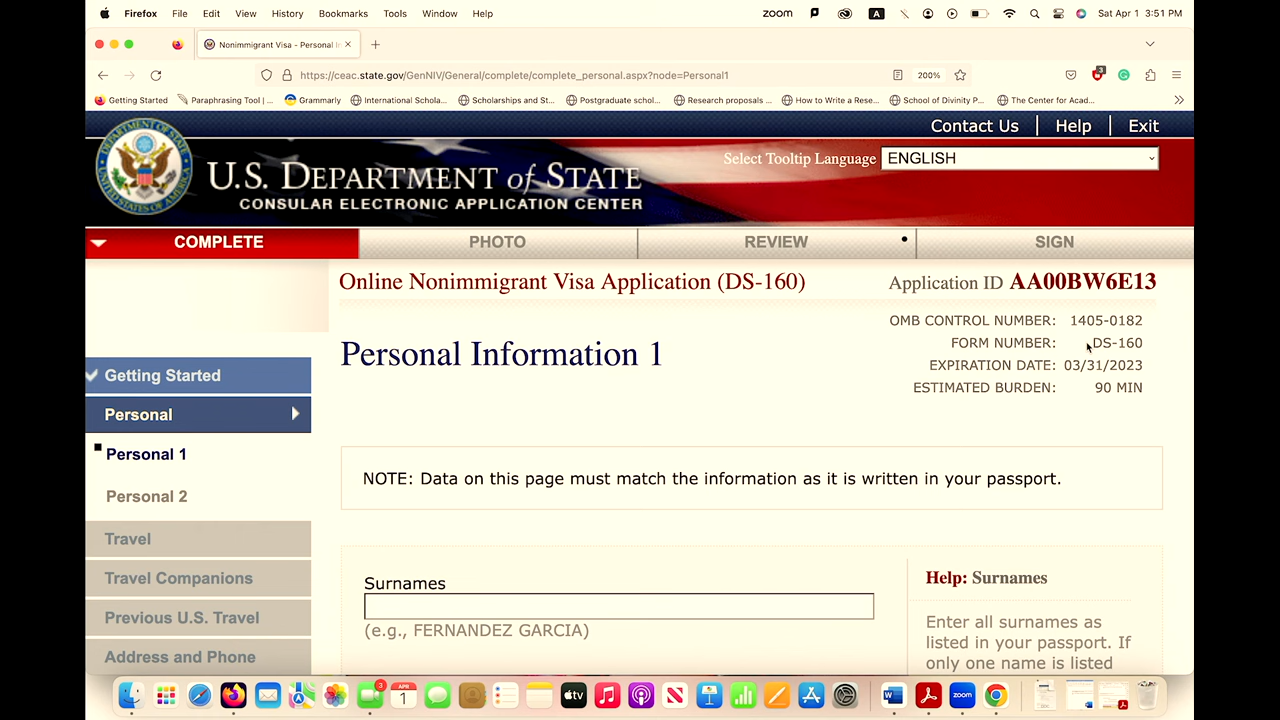 Firefox File Edit View History Bookmarks Tools Window Help zoom A Sat Apr 1 3:51 PM
Nonimmigrant Visa - Personal In
https://ceac.state.gov/GenNIV/General/complete/complete_personal.aspx?node=Personal1 200% 3
Getting Started Paraphrasing Tool | ... Grammarly International Schola... Scholarships and St... Postgraduate schol... Research proposals ... How to Write a Rese... School of Divinity P... The Center for Acad...
Contact Us Help Exit
Select Tooltip Language ENGLISH
U.S. DEPARTMENT of STATE
CONSULAR ELECTRONIC APPLICATION CENTER
COMPLETE PHOTO REVIEW SIGN
Online Nonimmigrant Visa Application (DS-160) Application ID AA00BW6E13
OMB CONTROL NUMBER: 1405-0182
FORM NUMBER: DS-160
EXPIRATION DATE: 03/31/2023
ESTIMATED BURDEN: 90 MIN
Personal Information 1
Getting Started
Personal
Personal 1
Personal 2
Travel
Travel Companions
Previous U.S. Travel
Address and Phone
NOTE: Data on this page must match the information as it is written in your passport.
Surnames
(e.g., FERNANDEZ GARCIA)
Help: Surnames
Enter all surnames as
listed in your passport. If
only one name is listed
3 APR 1 tv W zoom